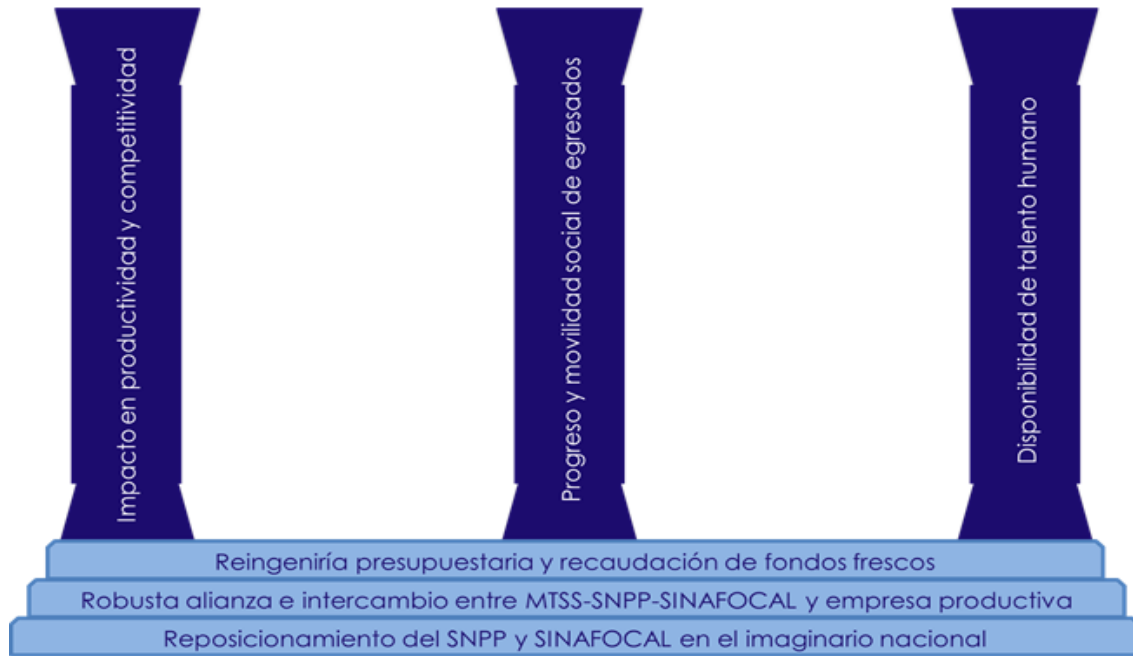 Impacto en productividad y competitividad
Progreso y movilidad social de egresados
Disponibilidad de talento humano
Reingeniría presupuestaria y recaudación de fondos frescos
Robusta alianza e intercambio entre MTSS-SNPP-SINAFOCAL y empresa productiva
Reposicionamiento del SNPP y SINAFOCAL en el imaginario nacional